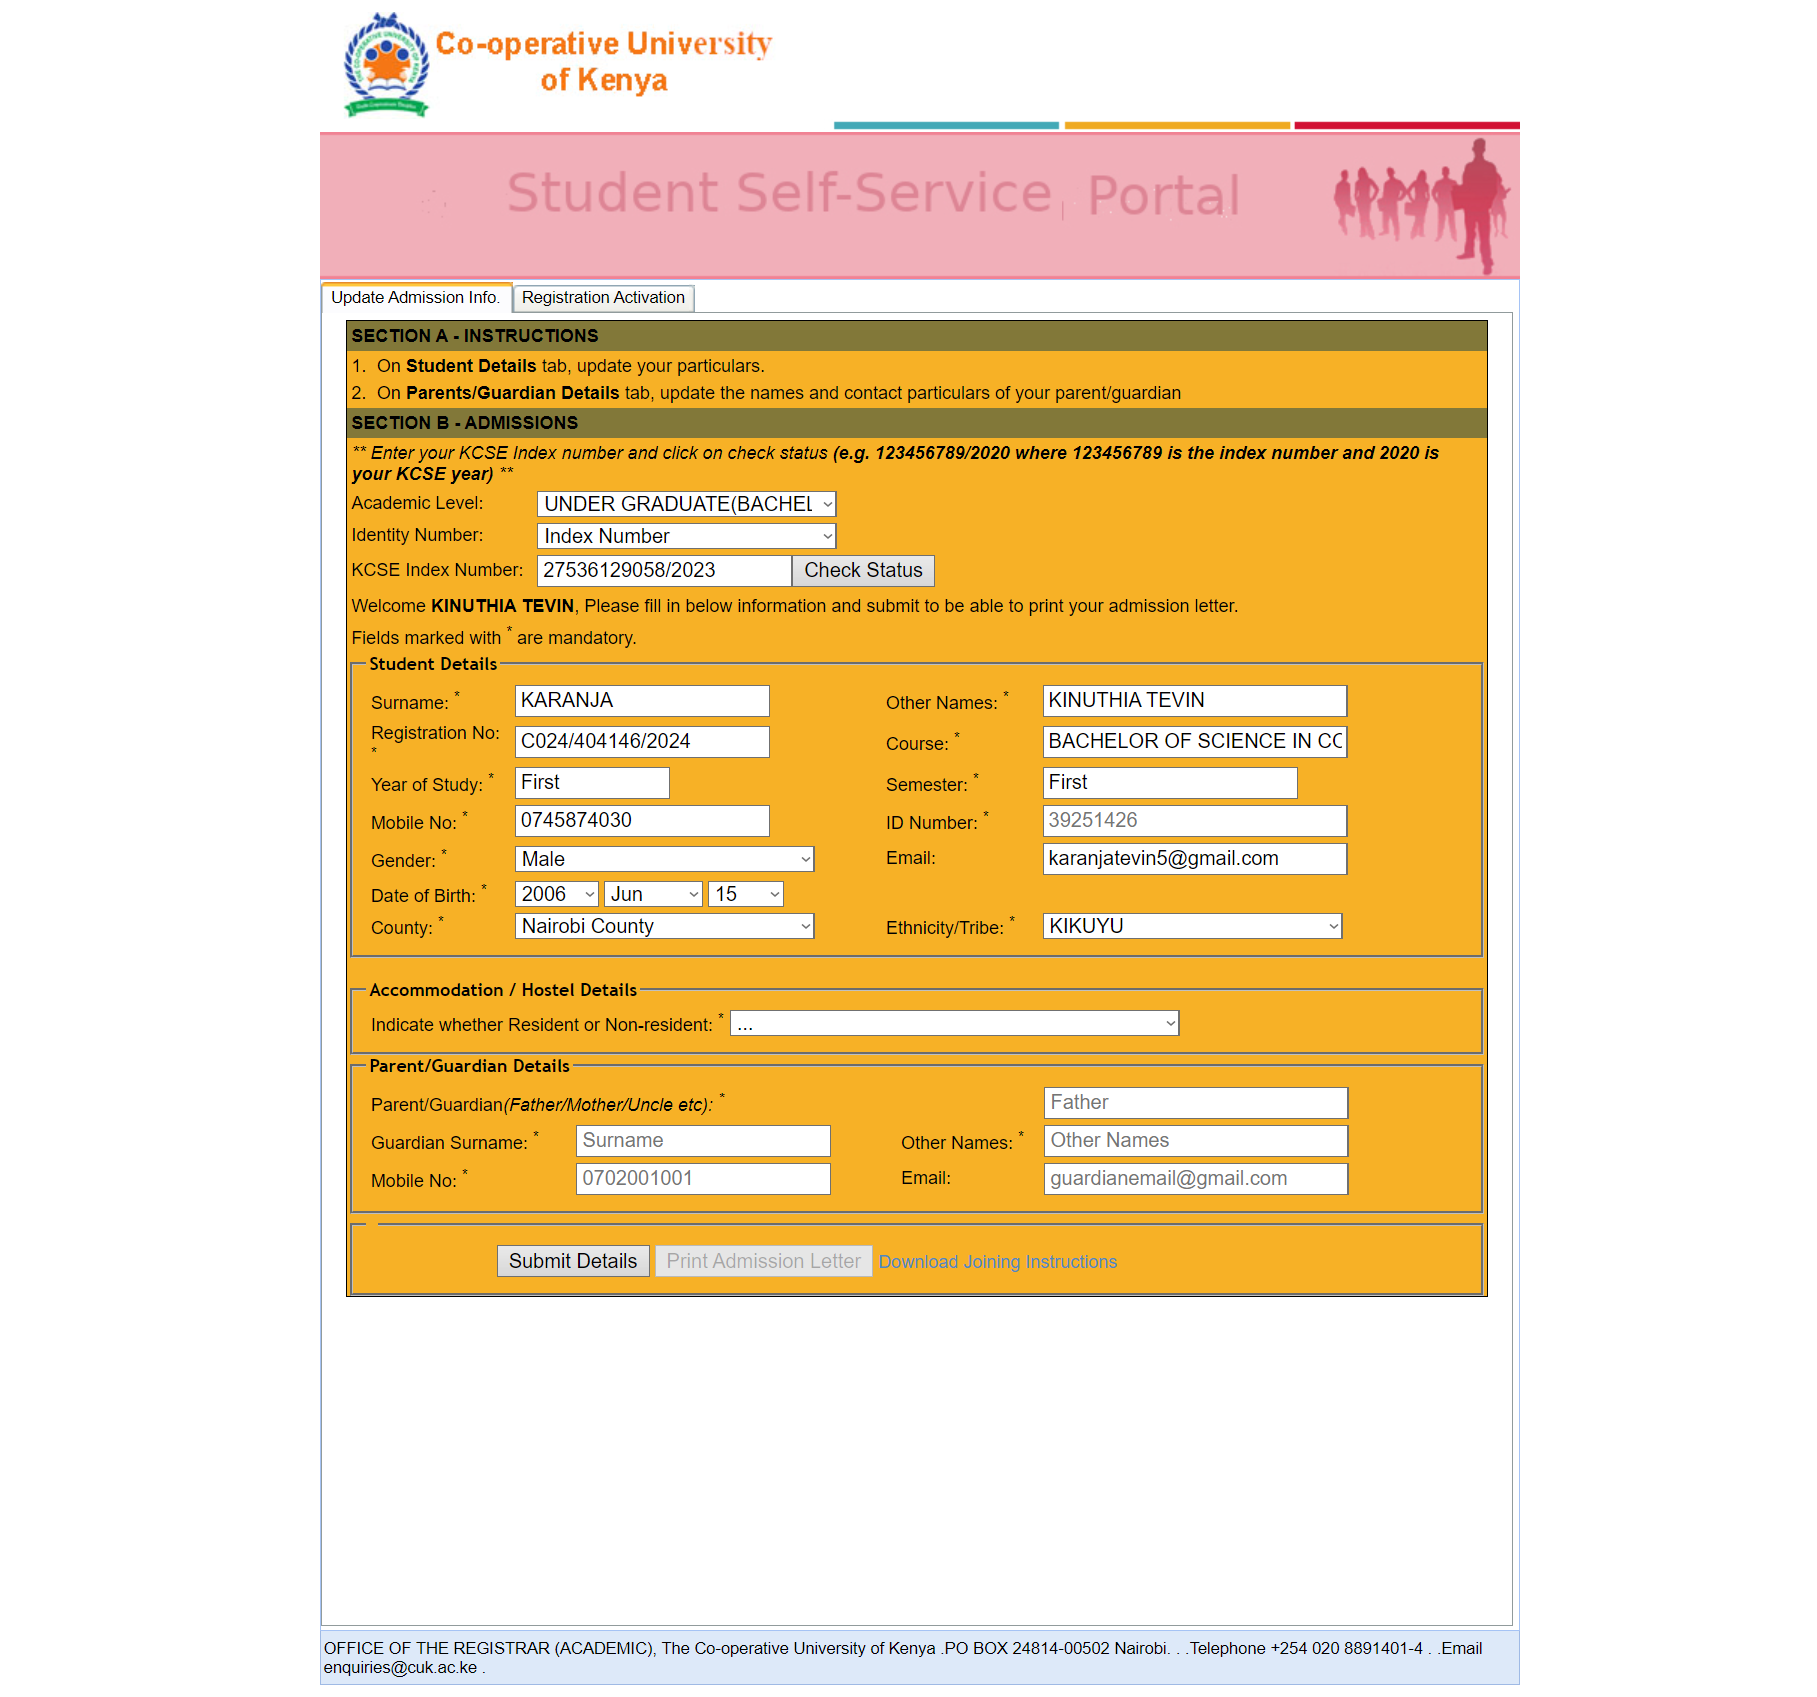 Co-operative University
of Kenya
Student Self-Service Portal
Update Admission Info.
Registration Activation
SECTION A - INSTRUCTIONS
1. On Student Details tab, update your particulars.
2. On Parents/Guardian Details tab, update the names and contact particulars of your parent/guardian
SECTION B - ADMISSIONS
** Enter your KCSE Index number and click on check status (e.g. 123456789/2020 where 123456789 is the index number and 2020 is
your KCSE year) **
Academic Level: UNDER GRADUATE(BACHEL
Identity Number: Index Number
KCSE Index Number: 27536129058/2023 Check Status
Welcome KINUTHIA TEVIN, Please fill in below information and submit to be able to print your admission letter.
Fields marked with * are mandatory.
Student Details
Surname: * KARANJA Other Names: * KINUTHIA TEVIN
Registration No: * C024/404146/2024 Course: * BACHELOR OF SCIENCE IN CO
Year of Study: * First Semester: * First
Mobile No: * 0745874030 ID Number: * 39251426
Gender: * Male Email: karanjatevin5@gmail.com
Date of Birth: * 2006 Jun 15
County: * Nairobi County Ethnicity/Tribe: * KIKUYU
Accommodation / Hostel Details
Indicate whether Resident or Non-resident: * ...
Parent/Guardian Details
Parent/Guardian(Father/Mother/Uncle etc): * Father
Guardian Surname: * Surname Other Names: * Other Names
Mobile No: * 0702001001 Email: guardianemail@gmail.com
Submit Details Print Admission Letter Download Joining Instructions
OFFICE OF THE REGISTRAR (ACADEMIC), The Co-operative University of Kenya .PO BOX 24814-00502 Nairobi. . .Telephone +254 020 8891401-4 . .Email
enquiries@cuk.ac.ke .